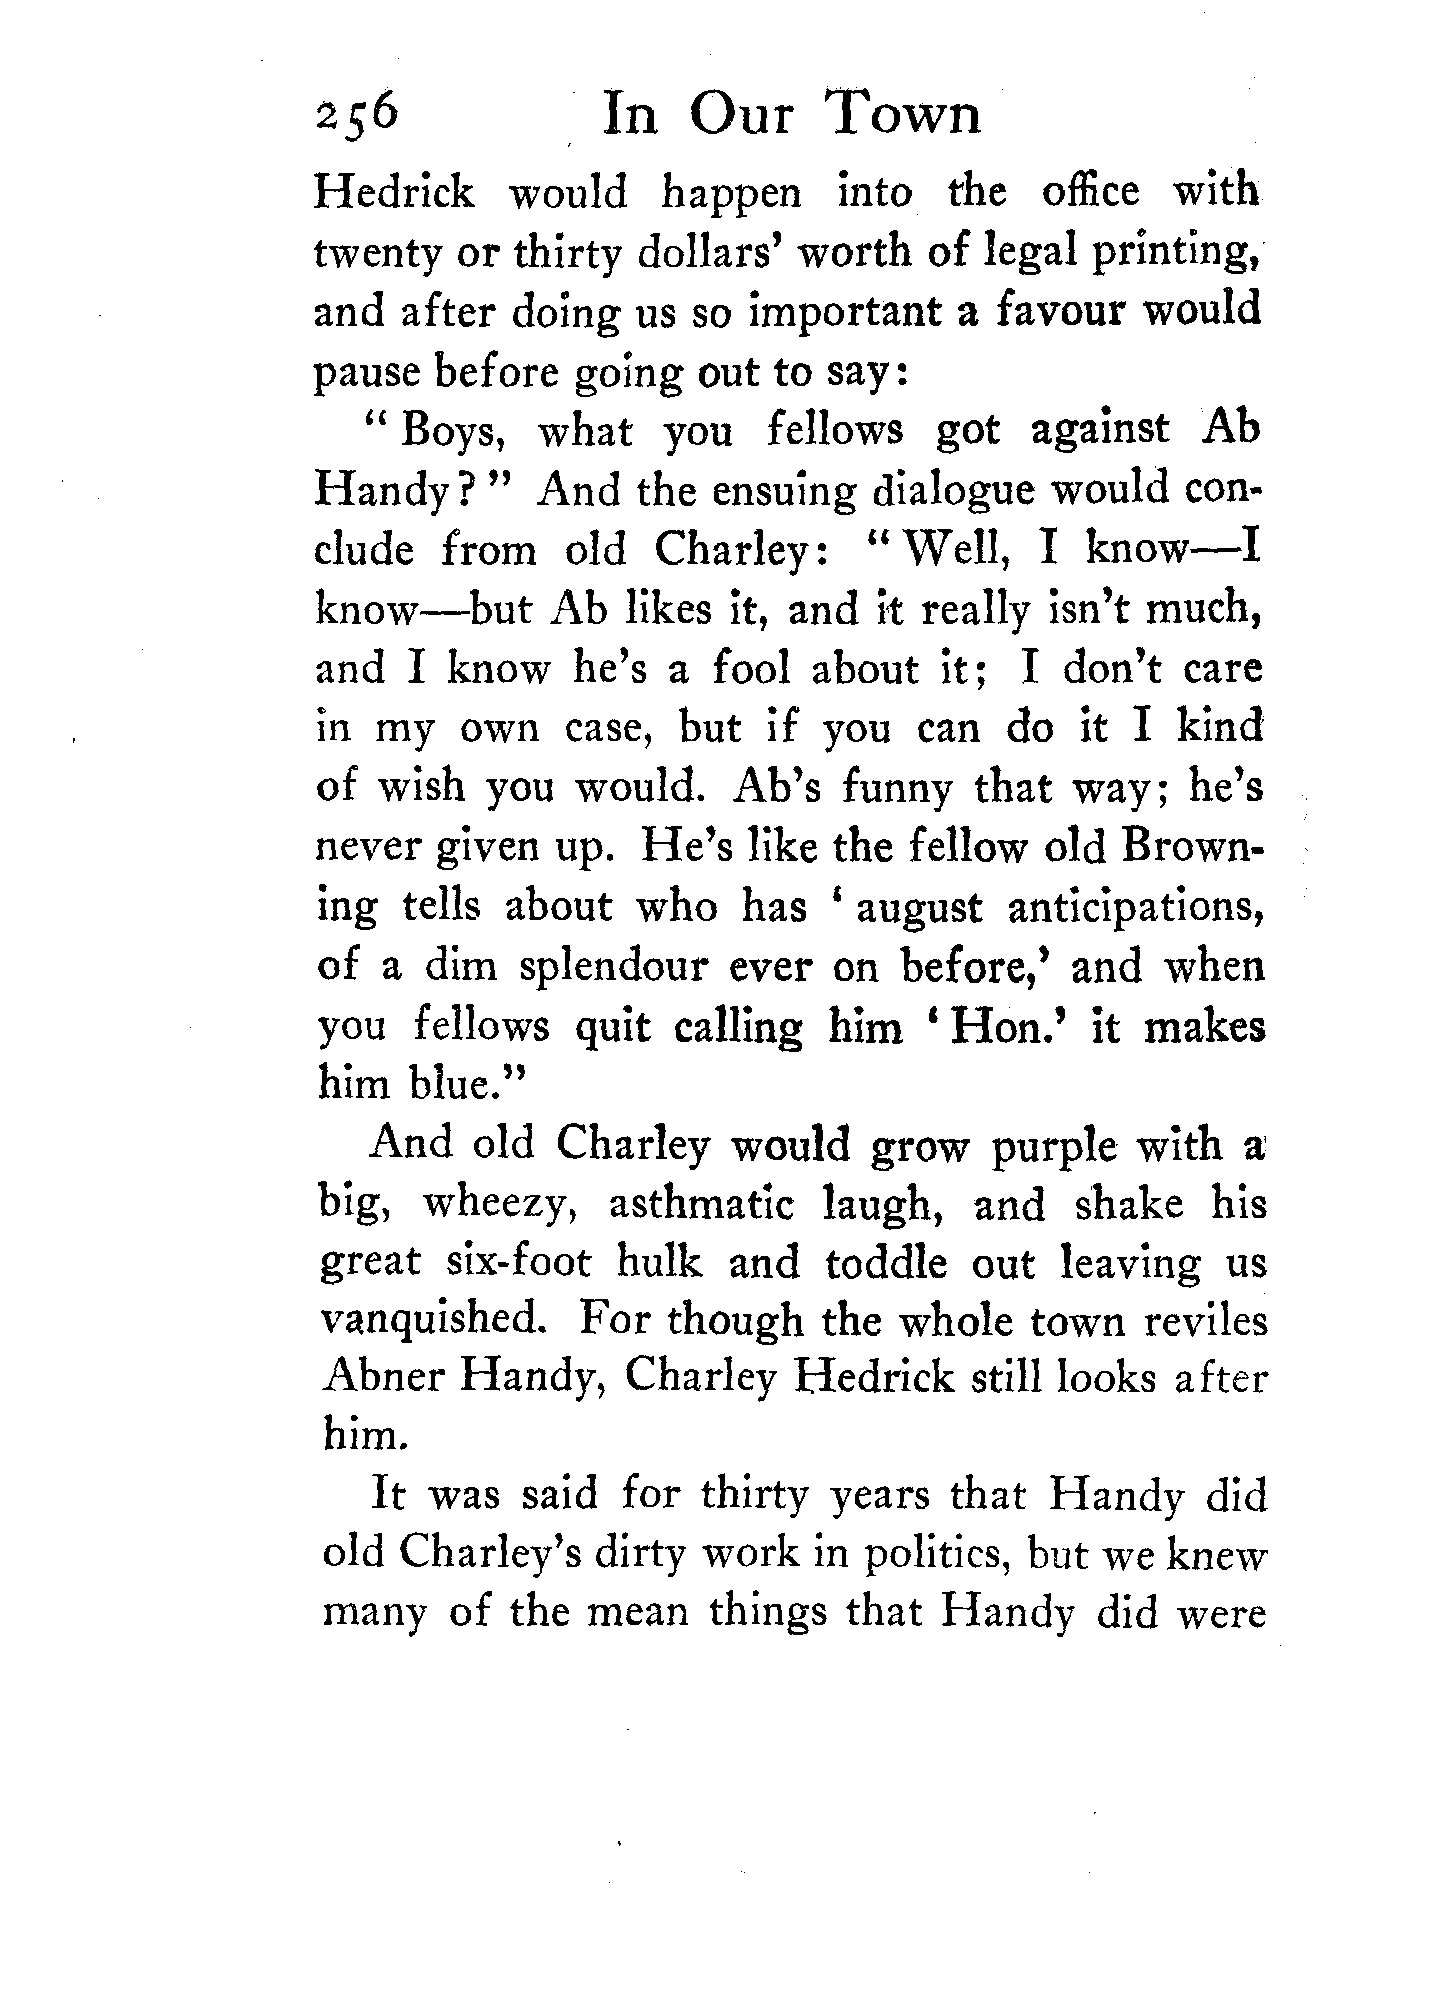 256 In Our Town
Hedrick would happen into the office with
twenty or thirty dollars' worth of legal printing,
and after doing us so important a favour would
pause before going out to say:
" Boys, what you fellows got against Ab
Handy? " And the ensuing dialogue would con-
clude from old Charley: " Well, I know—I
know—but Ab likes it, and it really isn't much,
and I know he's a fool about it; I don't care
in my own case, but if you can do it I kind
of wish you would. Ab's funny that way; he's
never given up. He's like the fellow old Brown-
ing tells about who has ' august anticipations,
of a dim splendour ever on before,' and when
you fellows quit calling him ' Hon.' it makes
him blue."
And old Charley would grow purple with a
big, wheezy, asthmatic laugh, and shake his
great six-foot hulk and toddle out leaving us
vanquished. For though the whole town reviles
Abner Handy, Charley Hedrick still looks after
him.
It was said for thirty years that Handy did
old Charley's dirty work in politics, but we knew
many of the mean things that Handy did were